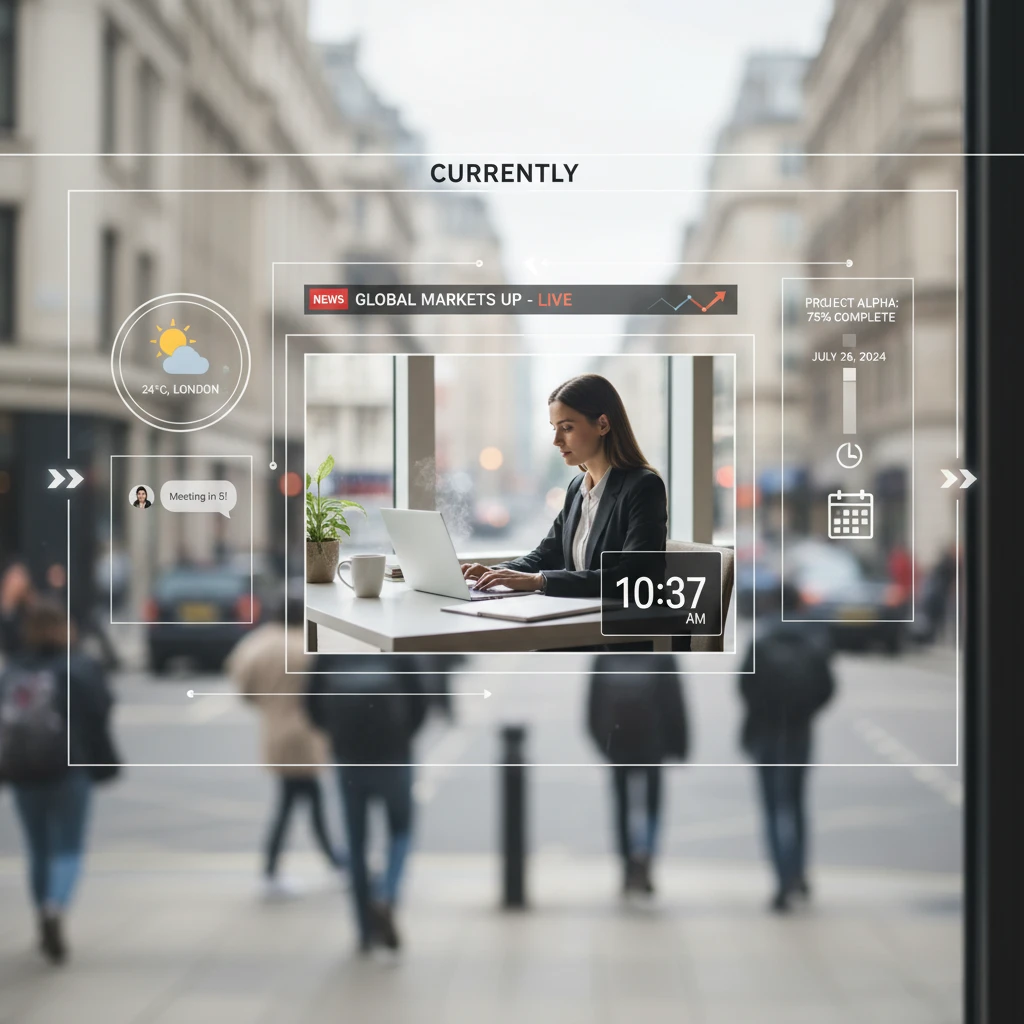 CURRENTLY
NEWS GLOBAL MARKETS UP - LIVE
PROJECT ALPHA:
75% COMPLETE
JULY 26, 2024
24°C, LONDON
Meeting in 5!
10:37
AM